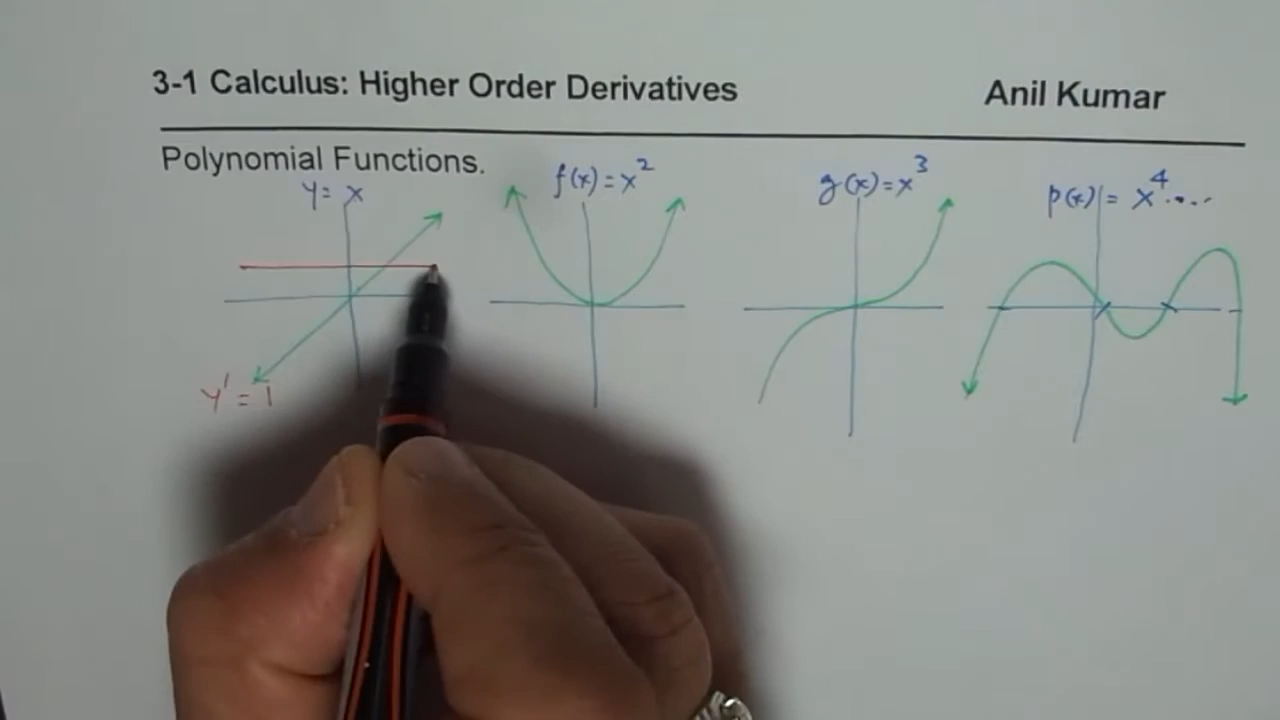 3-1 Calculus: Higher Order Derivatives
Anil Kumar
Polynomial Functions.
y = x
f(x) = x²
g(x) = x³
p(x) = x⁴....
y' = 1